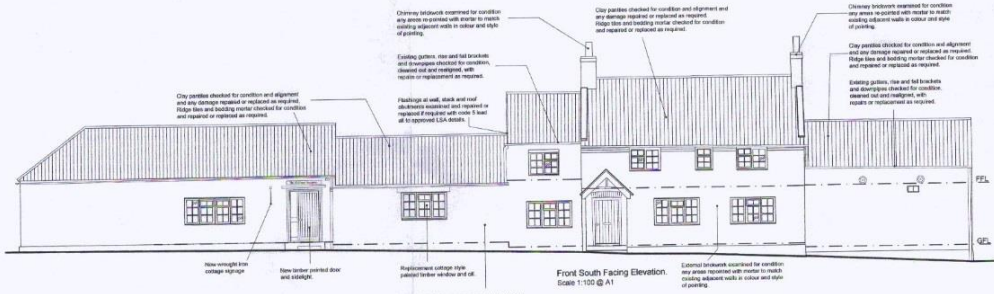 Chimney brickwork examined for condition
any areas re-pointed with mortar to match
existing adjacent walls in colour and style
of pointing.
Existing gutters, rise and fall brackets
and downpipes checked for condition,
cleaned out and realigned, with
repairs or replacement as required.
Flashings at wall, stack and roof
abutments examined and repaired or
replaced if required with code 5 lead
all to approved LSA details.
Clay pantiles checked for condition and alignment
and any damage repaired or replaced as required.
Ridge tiles and bedding mortar checked for condition
and repaired or replaced as required.
Clay pantiles checked for condition and alignment
and any damage repaired or replaced as required.
Ridge tiles and bedding mortar checked for condition
and repaired or replaced as required.
Chimney brickwork examined for condition
any areas re-pointed with mortar to match
existing adjacent walls in colour and style
of pointing.
Clay pantiles checked for condition and alignment
and any damage repaired or replaced as required.
Ridge tiles and bedding mortar checked for condition
and repaired or replaced as required.
Existing gutters, rise and fall brackets
and downpipes checked for condition,
cleaned out and realigned, with
repairs or replacement as required.
FFL
GFL
New wrought iron
cottage signage
New timber painted door
and sidelight.
Replacement cottage style
painted timber window and cill.
Front South Facing Elevation.
Scale 1:100 @ A1
External brickwork examined for condition
any areas repointed with mortar to match
existing adjacent walls in colour and style
of pointing.